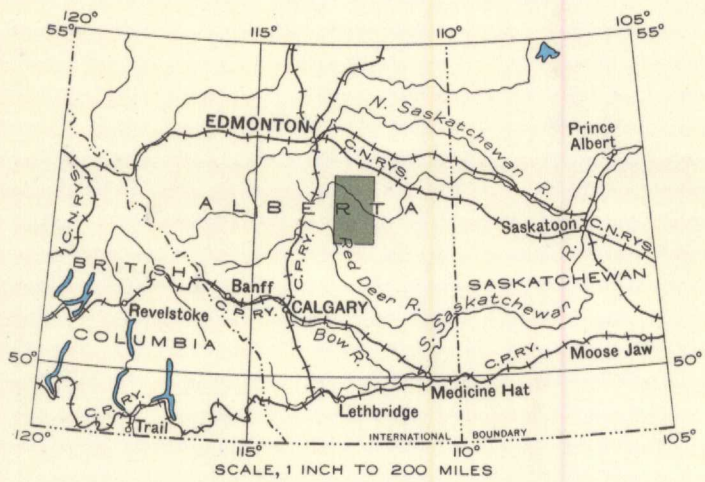 120°
115°
110°
105°
55°
55°
N. Saskatchewan R.
EDMONTON
Prince
Albert
C.N.RYS.
C.N.RYS.
ALBERTA
Saskatoon
C.N.RYS.
C.P.RY.
Red Deer R.
BRITISH
SASKATCHEWAN
Banff
C.P.RY.
CALGARY
S. Saskatchewan R.
Revelstoke
COLUMBIA
Bow R.
C.P.RY.
Moose Jaw
50°
50°
Medicine Hat
C.P.RY.
Lethbridge
Trail
120°
115°
INTERNATIONAL BOUNDARY
110°
105°
SCALE, 1 INCH TO 200 MILES